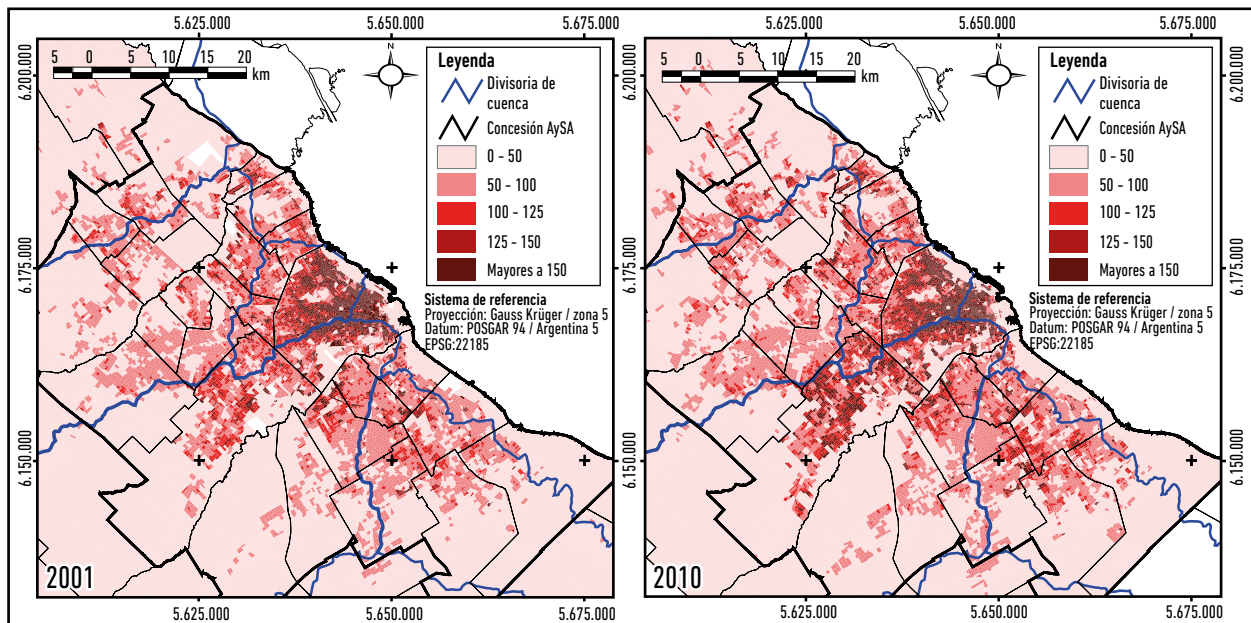 5.625.000
5.650.000
5.675.000
5 0 5 10 15 20
km
N
6.200.000
6.175.000
6.150.000
Leyenda
Divisoria de
cuenca
Concesión AySA
0 - 50
50 - 100
100 - 125
125 - 150
Mayores a 150
Sistema de referencia
Proyección: Gauss Krüger / zona 5
Datum: POSGAR 94 / Argentina 5
EPSG:22185
2001
5.625.000
5.650.000
5.675.000
5.625.000
5.650.000
5.675.000
5 0 5 10 15 20
km
N
Leyenda
Divisoria de
cuenca
Concesión AySA
0 - 50
50 - 100
100 - 125
125 - 150
Mayores a 150
Sistema de referencia
Proyección: Gauss Krüger / zona 5
Datum: POSGAR 94 / Argentina 5
EPSG:22185
6.200.000
6.175.000
6.150.000
6.150.000
6.175.000
2010
5.625.000
5.650.000
5.675.000